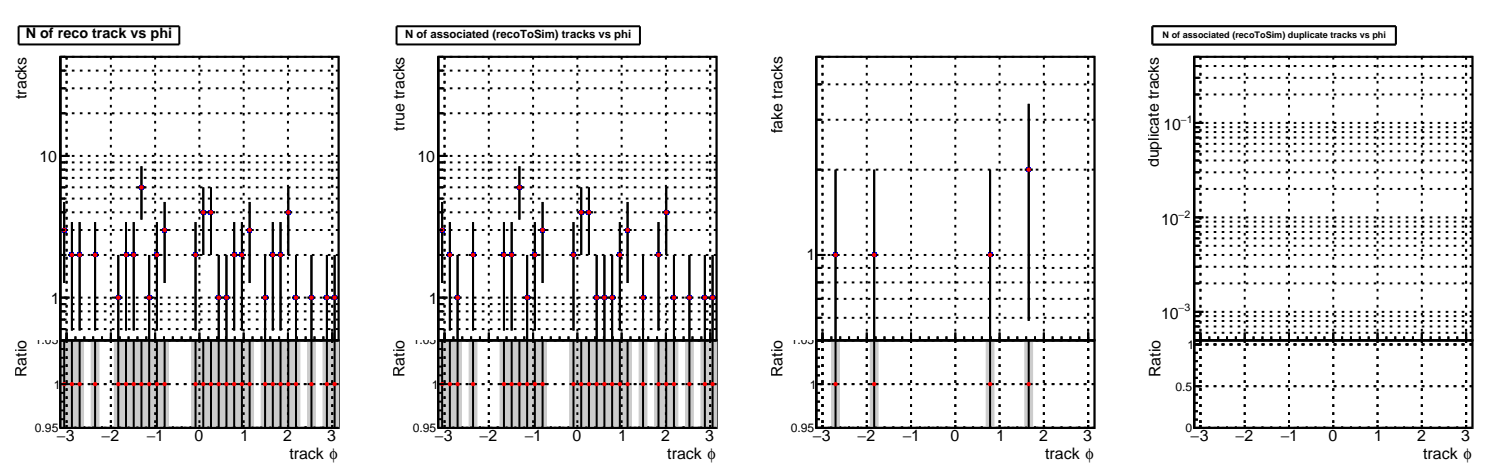 N of reco track vs phi
tracks
10
1
Ratio
1.05
1
0.95
−3 −2 −1 0 1 2 3
track ϕ
N of associated (recoToSim) tracks vs phi
true tracks
10
1
Ratio
1.05
1
0.95
−3 −2 −1 0 1 2 3
track ϕ
fake tracks
1
Ratio
1.05
1
0.95
−3 −2 −1 0 1 2 3
track ϕ
N of associated (recoToSim) duplicate tracks vs phi
duplicate tracks
10−1
10−2
10−3
Ratio
1
0.5
0
−3 −2 −1 0 1 2 3
track ϕ